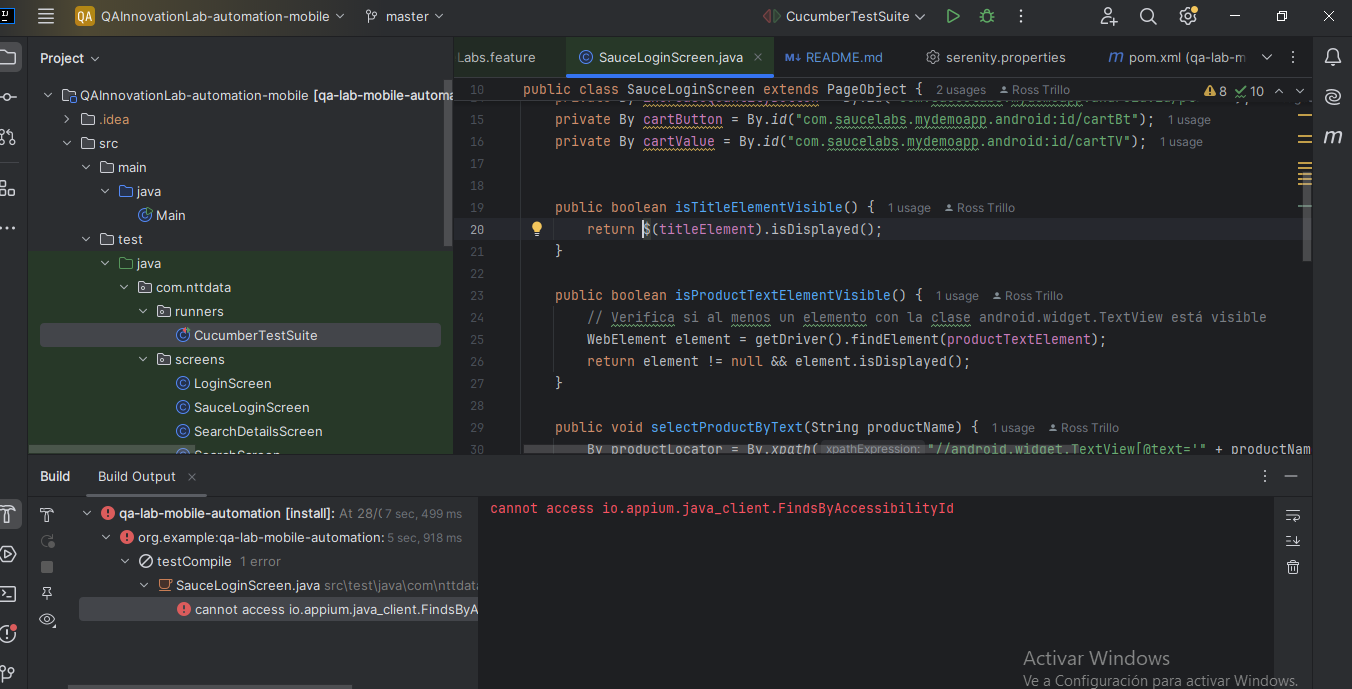 QA QAInnovationLab-automation-mobile master CucumberTestSuite
Project
Labs.feature SauceLoginScreen.java README.md serenity.properties pom.xml (qa-lab-m
QAInnovationLab-automation-mobile [qa-lab-mobile-automa
.idea
src
main
java
Main
test
java
com.nttdata
runners
CucumberTestSuite
screens
LoginScreen
SauceLoginScreen
SearchDetailsScreen
10 public class SauceLoginScreen extends PageObject { 2 usages Ross Trillo 8 10
15 private By cartButton = By.id("com.saucelabs.mydemoapp.android:id/cartBt"); 1 usage
16 private By cartValue = By.id("com.saucelabs.mydemoapp.android:id/cartTV"); 1 usage
17
18
19 public boolean isTitleElementVisible() { 1 usage Ross Trillo
20 return $(titleElement).isDisplayed();
21 }
22
23 public boolean isProductTextElementVisible() { 1 usage Ross Trillo
24 // Verifica si al menos un elemento con la clase android.widget.TextView está visible
25 WebElement element = getDriver().findElement(productTextElement);
26 return element != null && element.isDisplayed();
27 }
28
29 public void selectProductByText(String productName) { 1 usage Ross Trillo
30 By productLocator = By.xpath( xpathExpression: "//android.widget.TextView[@text='" + productNam
Build Build Output
qa-lab-mobile-automation [install]: At 28/( 7 sec, 499 ms
org.example:qa-lab-mobile-automation: 5 sec, 918 ms
testCompile 1 error
SauceLoginScreen.java src\test\java\com\nttdata
cannot access io.appium.java_client.FindsByA
cannot access io.appium.java_client.FindsByAccessibilityId
Activar Windows
Ve a Configuración para activar Windows.